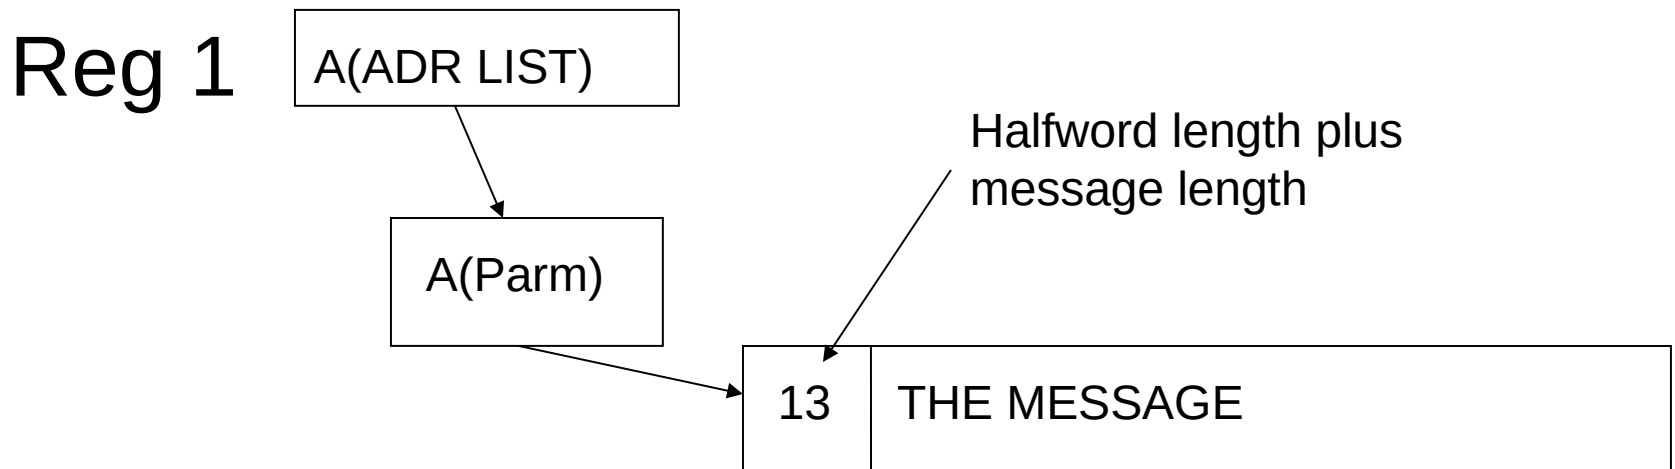 Reg 1
A(ADR LIST)
Halfword length plus
message length
A(Parm)
13
THE MESSAGE